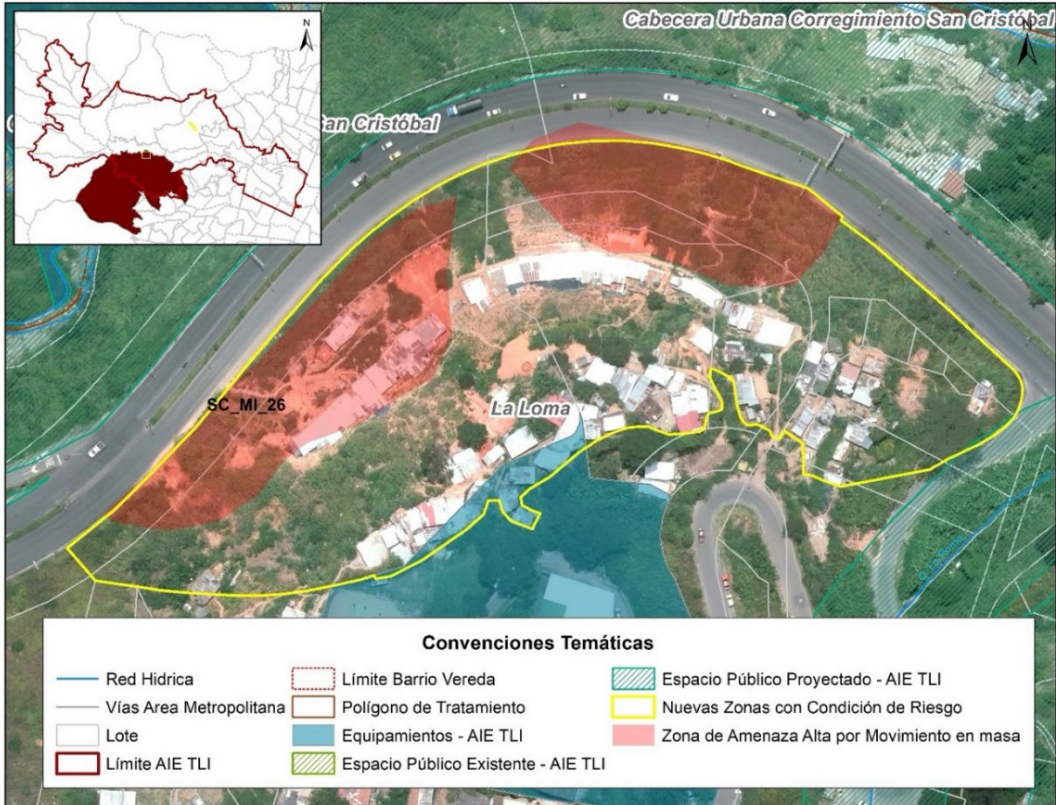 Cabecera Urbana Corregimiento San Cristóbal
N
N
San Cristóbal
SC_MI_26
La Loma
Convenciones Temáticas
Red Hidrica
Vías Area Metropolitana
Lote
Límite AIE TLI
Límite Barrio Vereda
Polígono de Tratamiento
Equipamientos - AIE TLI
Espacio Público Existente - AIE TLI
Espacio Público Proyectado - AIE TLI
Nuevas Zonas con Condición de Riesgo
Zona de Amenaza Alta por Movimiento en masa